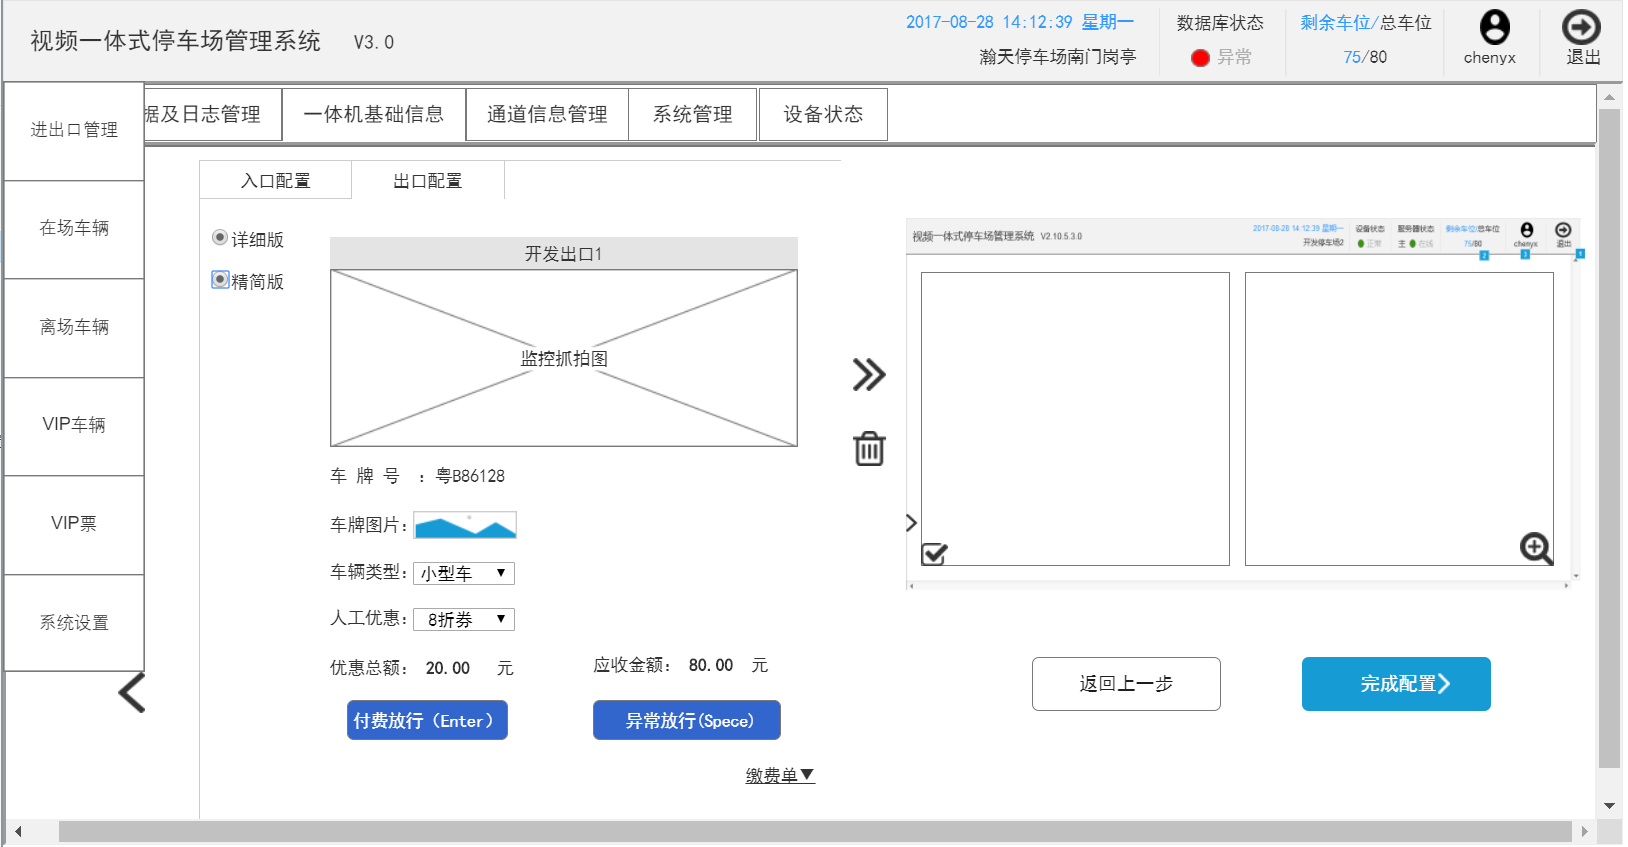 视频一体式停车场管理系统 V3.0
2017-08-28 14:12:39 星期一
瀚天停车场南门岗亭
数据库状态
异常
剩余车位/总车位
75/80
chenyx
退出
进出口管理
在场车辆
离场车辆
VIP车辆
VIP票
系统设置
据及日志管理
一体机基础信息
通道信息管理
系统管理
设备状态
入口配置
出口配置
详细版
精简版
开发出口1
监控抓拍图
车 牌 号 ：粤B86128
车牌图片：
车辆类型：小型车
人工优惠：8折券
优惠总额： 20.00 元
应收金额： 80.00 元
付费放行（Enter）
异常放行(Spece)
缴费单▼
视频一体式停车场管理系统 V2.10.5.3.0
2017-08-28 14:12:39 星期一
开发停车场2
设备状态
正常
服务器状态
主 在线
剩余车位/总车位
75/80
chenyx
退出
2
3
返回上一步
完成配置